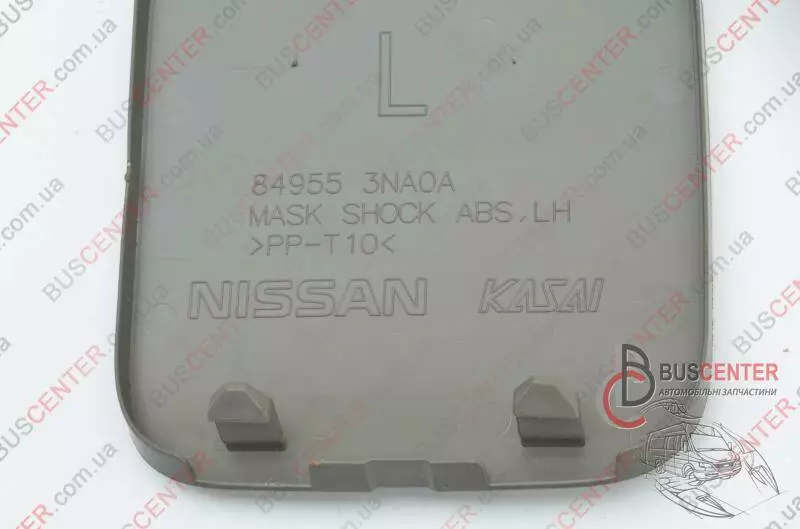 L
84955 3NA0A
MASK SHOCK ABS, LH
>PP-T10<
NISSAN KASAI
BUSCENTER
АВТОМОБІЛЬНІ ЗАПЧАСТИНИ
BUSCENTER.com.ua